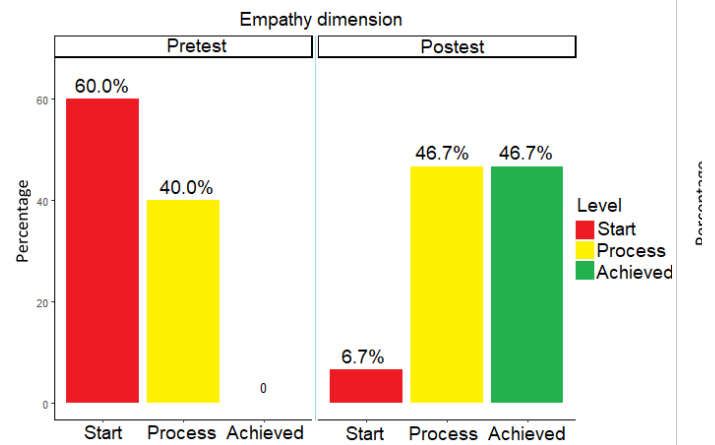 Empathy dimension
Pretest
Postest
60.0%
40.0%
0
6.7%
46.7%
46.7%
60
40
20
0
Percentage
Start Process Achieved
Start Process Achieved
Level
Start
Process
Achieved
Percentage